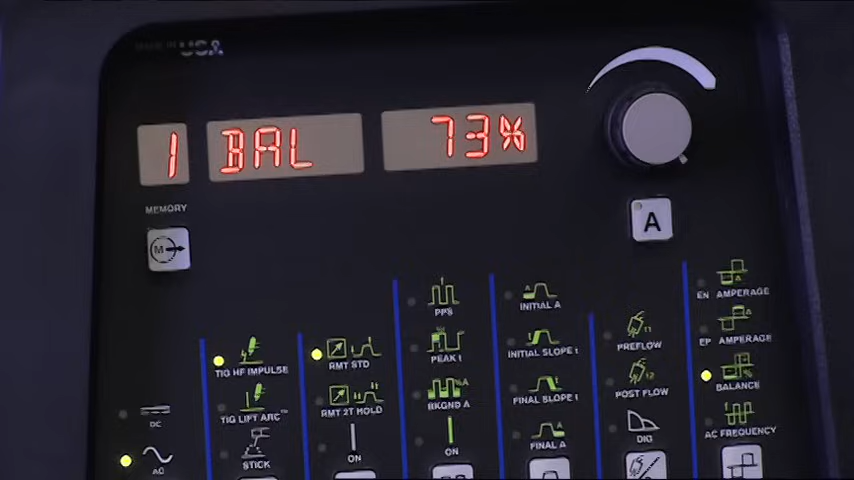 USA
1 BAL 73%
MEMORY
M
A
EN AMPERAGE
EP AMPERAGE
BALANCE
AC FREQUENCY
PREFLOW
POST FLOW
DIG
INITIAL A
INITIAL SLOPE t
FINAL SLOPE t
FINAL A
PPS
PEAK t
BKGND A
ON
RMT STD
RMT 2T HOLD
ON
TIG HF IMPULSE
TIG LIFT ARC™
STICK
DC
AC